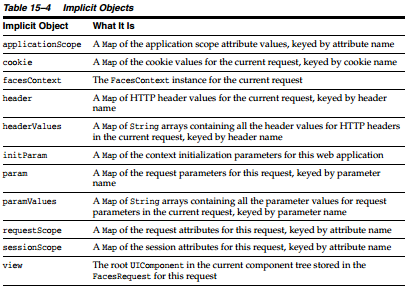 Table 15–4 Implicit Objects
Implicit Object What It Is
applicationScope A Map of the application scope attribute values, keyed by attribute name
cookie A Map of the cookie values for the current request, keyed by cookie name
facesContext The FacesContext instance for the current request
header A Map of HTTP header values for the current request, keyed by header
name
headerValues A Map of String arrays containing all the header values for HTTP headers
in the current request, keyed by header name
initParam A Map of the context initialization parameters for this web application
param A Map of the request parameters for this request, keyed by parameter
name
paramValues A Map of String arrays containing all the parameter values for request
parameters in the current request, keyed by parameter name
requestScope A Map of the request attributes for this request, keyed by attribute name
sessionScope A Map of the session attributes for this request, keyed by attribute name
view The root UIComponent in the current component tree stored in the
FacesRequest for this request